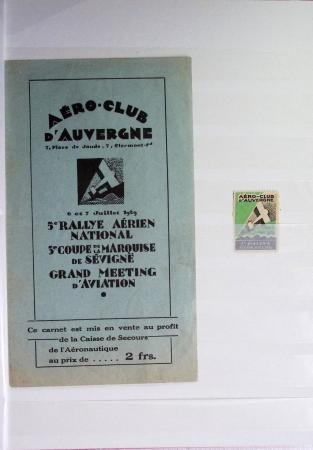 AÉRO-CLUB
D'AUVERGNE
7, Place de Jaude, 7, Clermont-Fd
6 et 7 Juillet 1929
5e RALLYE AÉRIEN
NATIONAL
3e COUPE DE LA MARQUISE
DE SÉVIGNÉ
GRAND MEETING
D'AVIATION
Ce carnet est mis en vente au profit
de la Caisse de Secours
de l'Aéronautique
au prix de ..... 2 frs.
AÉRO-CLUB
D'AUVERGNE